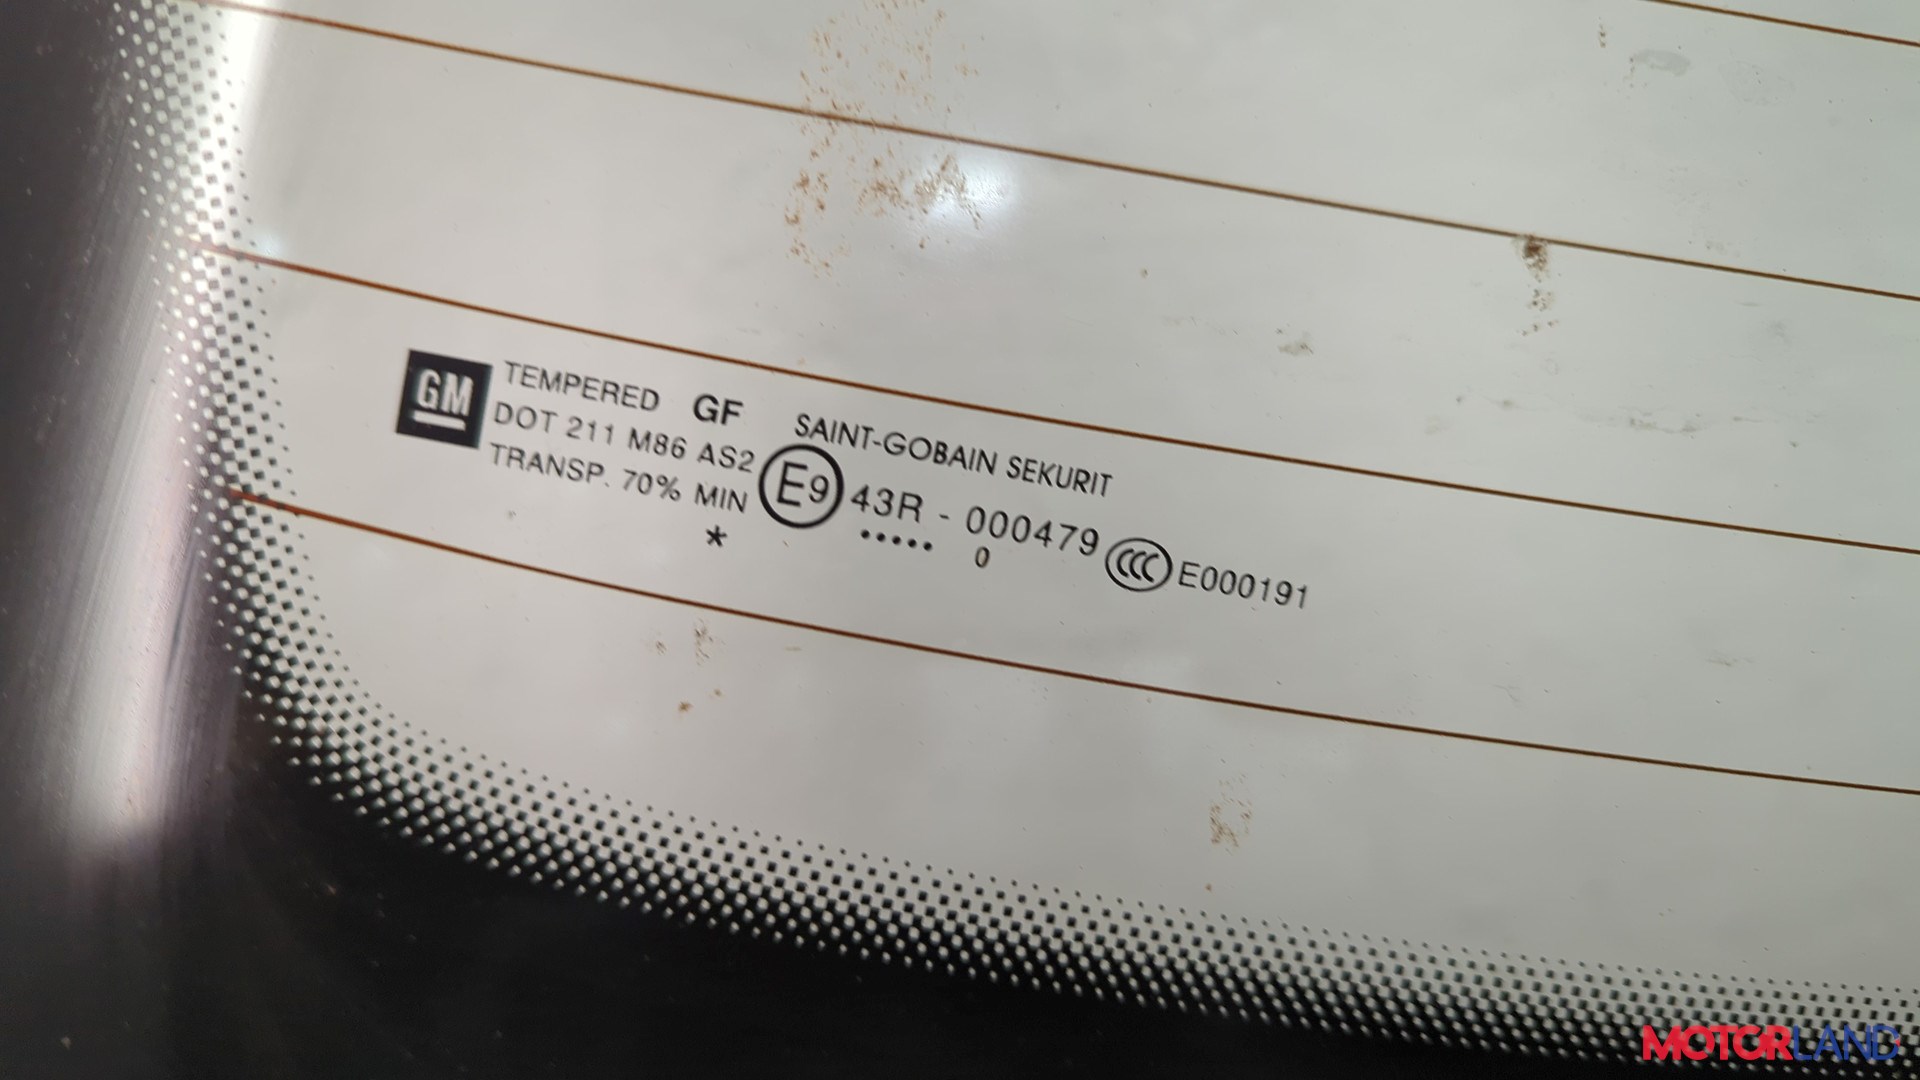 GM
TEMPERED GF SAINT-GOBAIN SEKURIT
DOT 211 M86 AS2 E9 43R - 000479 CCC E000191
TRANSP. 70% MIN
* ..... 0
MOTORLAND